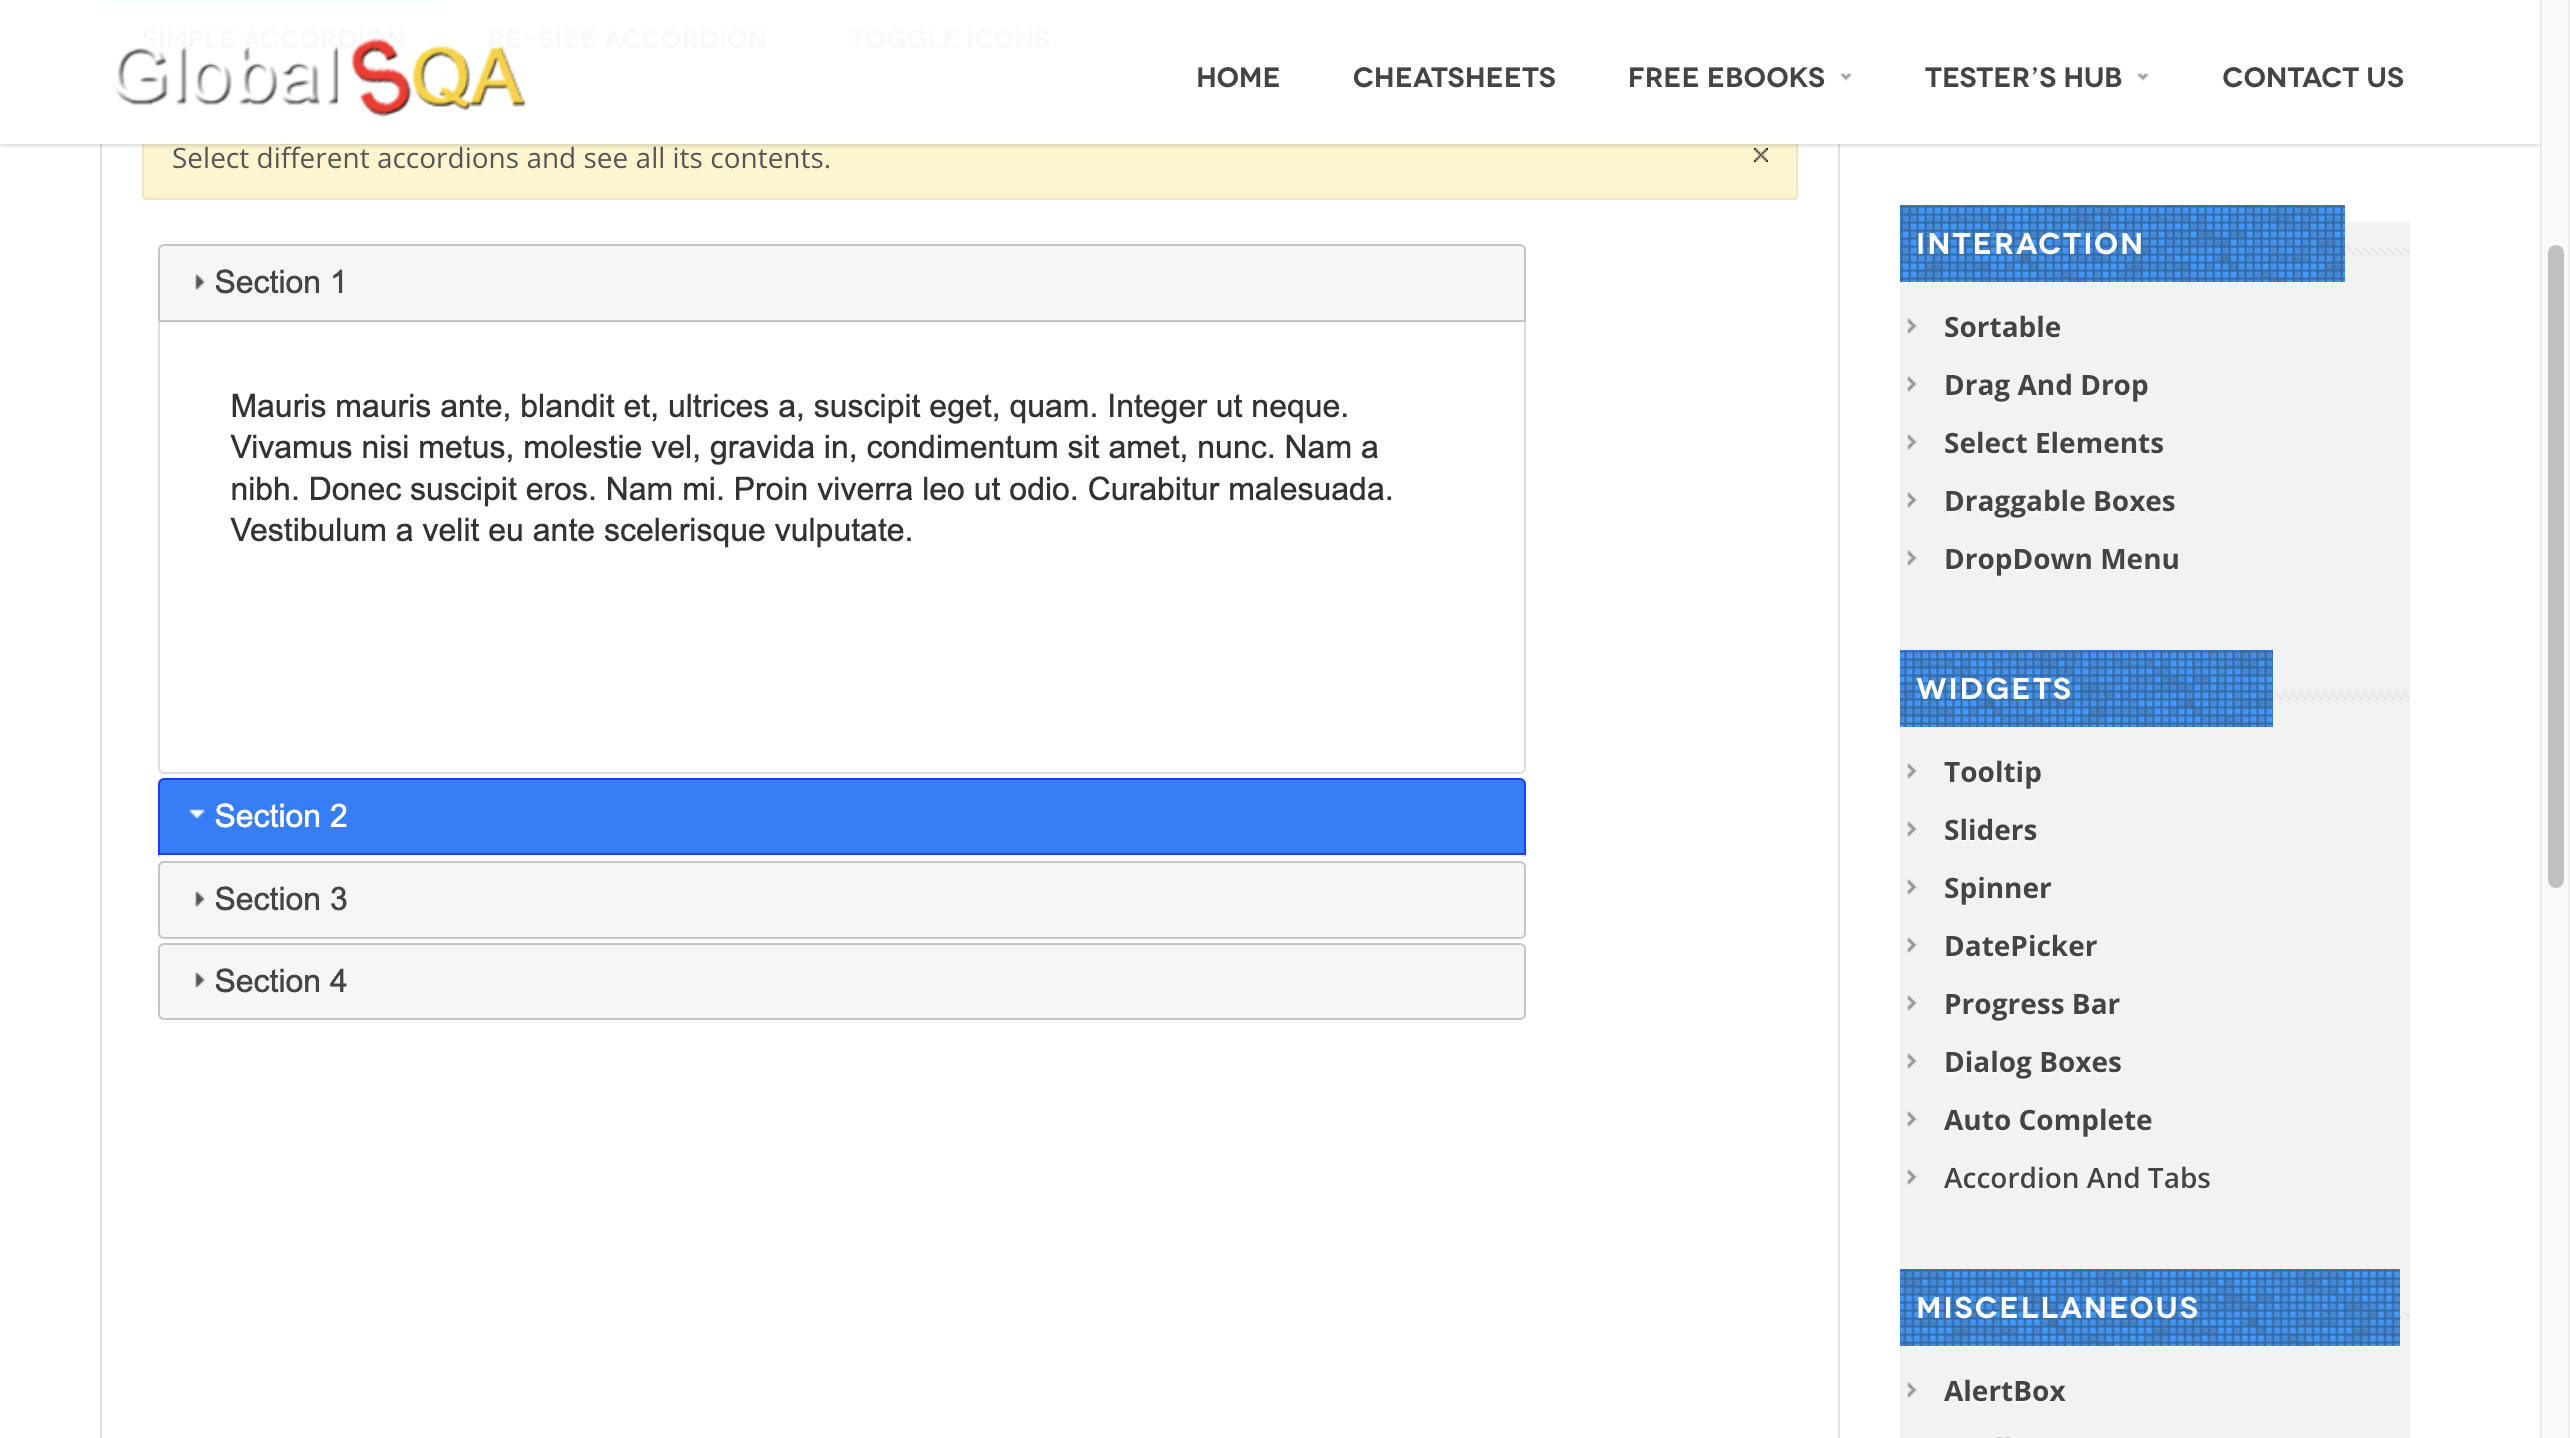 SIMPLE ACCORDION RE-SIZE ACCORDION TOGGLE ICONS
GlobalSQA
HOME CHEATSHEETS FREE EBOOKS TESTER’S HUB CONTACT US
Select different accordions and see all its contents.
Section 1
Mauris mauris ante, blandit et, ultrices a, suscipit eget, quam. Integer ut neque.
Vivamus nisi metus, molestie vel, gravida in, condimentum sit amet, nunc. Nam a
nibh. Donec suscipit eros. Nam mi. Proin viverra leo ut odio. Curabitur malesuada.
Vestibulum a velit eu ante scelerisque vulputate.
Section 2
Section 3
Section 4
INTERACTION
Sortable
Drag And Drop
Select Elements
Draggable Boxes
DropDown Menu
WIDGETS
Tooltip
Sliders
Spinner
DatePicker
Progress Bar
Dialog Boxes
Auto Complete
Accordion And Tabs
MISCELLANEOUS
AlertBox